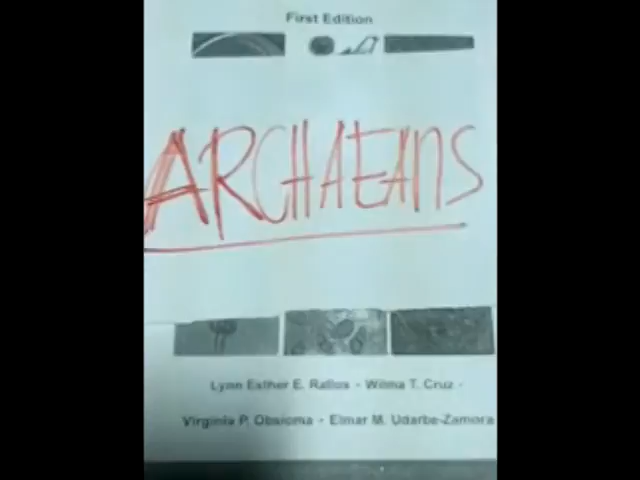 First Edition
ARCHAEANS
Lynn Esther E. Rallos - Wilma T. Cruz -
Virginia P. Obsioma - Elmar M. Udarbe-Zamora